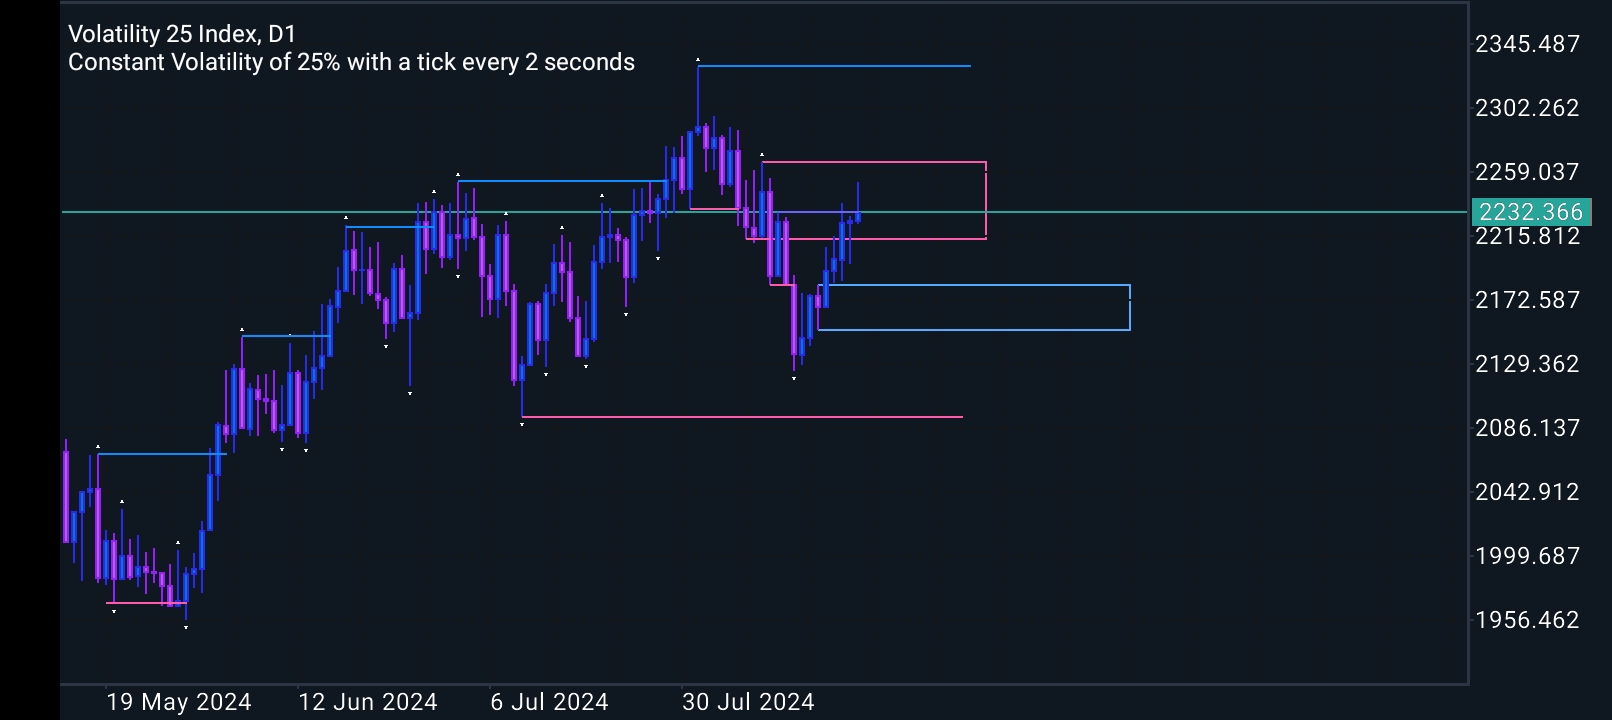 Volatility 25 Index, D1
Constant Volatility of 25% with a tick every 2 seconds
2345.487
2302.262
2259.037
2232.366
2215.812
2172.587
2129.362
2086.137
2042.912
1999.687
1956.462
19 May 2024
12 Jun 2024
6 Jul 2024
30 Jul 2024